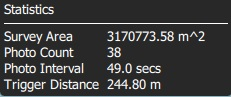 Statistics
Survey Area 3170773.58 m^2
Photo Count 38
Photo Interval 49.0 secs
Trigger Distance 244.80 m